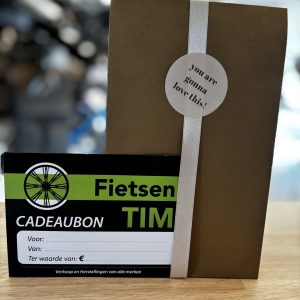 you are
gonna
love this!
Fietsen
TIM
CADEAUBON
Voor:
Van:
Ter waarde van: €
Verkoop en Herstellingen van alle merken